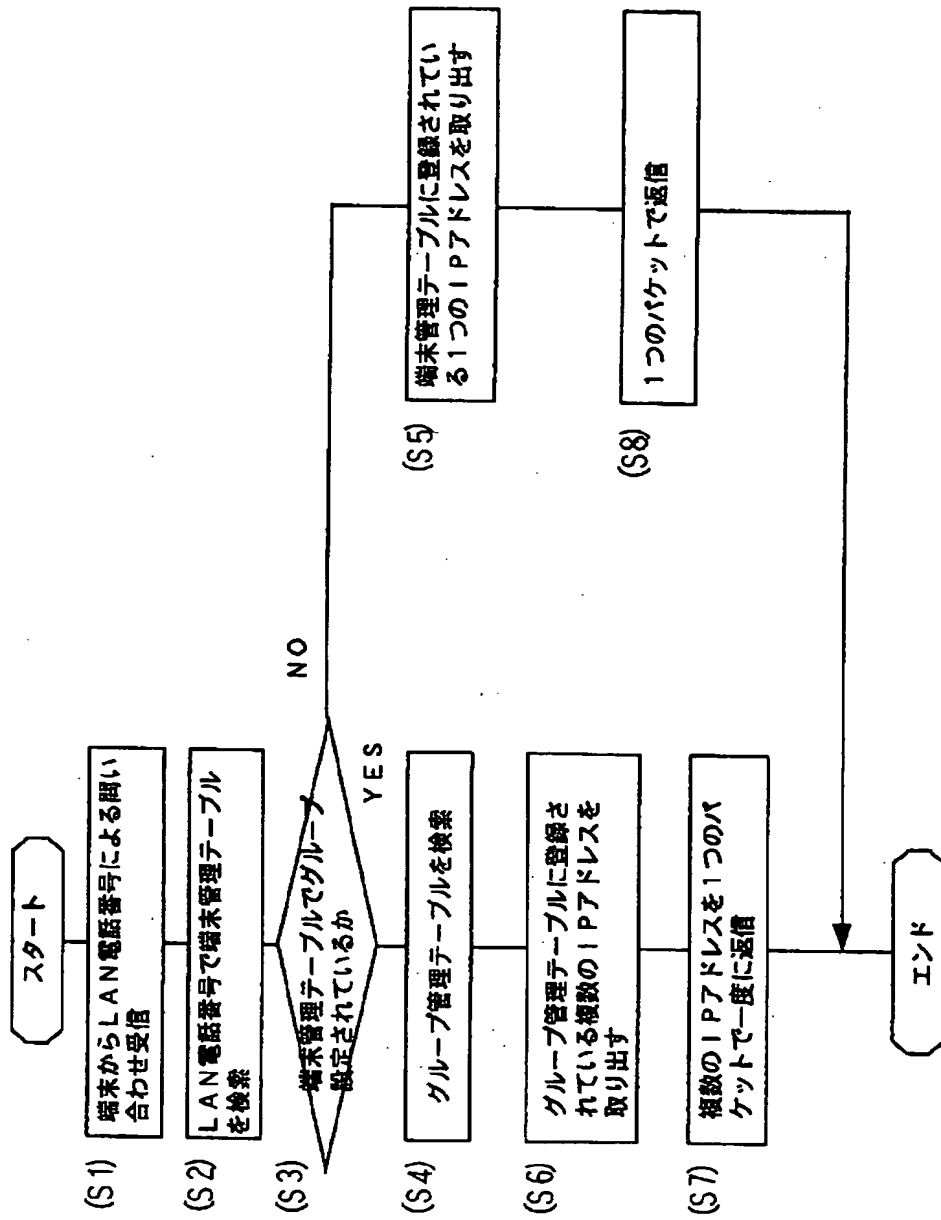 スタート
(S1)
端末からLAN電話番号による問い
合わせ受信
(S2)
LAN電話番号で端末管理テーブル
を検索
(S3)
端末管理テーブルでグループ
設定されているか
NO
YES
(S4)
グループ管理テーブルを検索
(S5)
端末管理テーブルに登録されてい
る1つのIPアドレスを取り出す
(S6)
グループ管理テーブルに登録さ
れている複数のIPアドレスを
取り出す
(S7)
複数のIPアドレスを1つのパ
ケットで一度に返信
(S8)
1つのパケットで返信
エンド